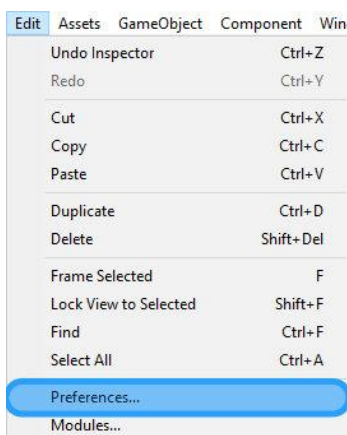 Edit Assets GameObject Component Win
Undo Inspector Ctrl+Z
Redo Ctrl+Y
Cut Ctrl+X
Copy Ctrl+C
Paste Ctrl+V
Duplicate Ctrl+D
Delete Shift+Del
Frame Selected F
Lock View to Selected Shift+F
Find Ctrl+F
Select All Ctrl+A
Preferences...
Modules...